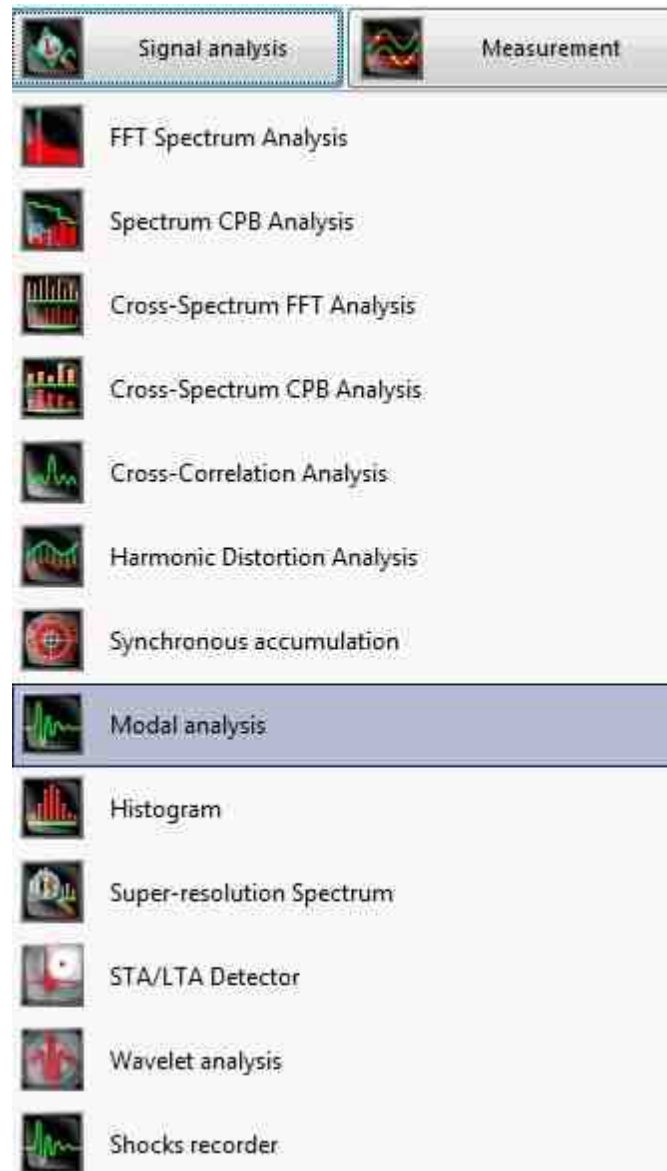 Signal analysis
Measurement
FFT Spectrum Analysis
Spectrum CPB Analysis
Cross-Spectrum FFT Analysis
Cross-Spectrum CPB Analysis
Cross-Correlation Analysis
Harmonic Distortion Analysis
Synchronous accumulation
Modal analysis
Histogram
Super-resolution Spectrum
STA/LTA Detector
Wavelet analysis
Shocks recorder